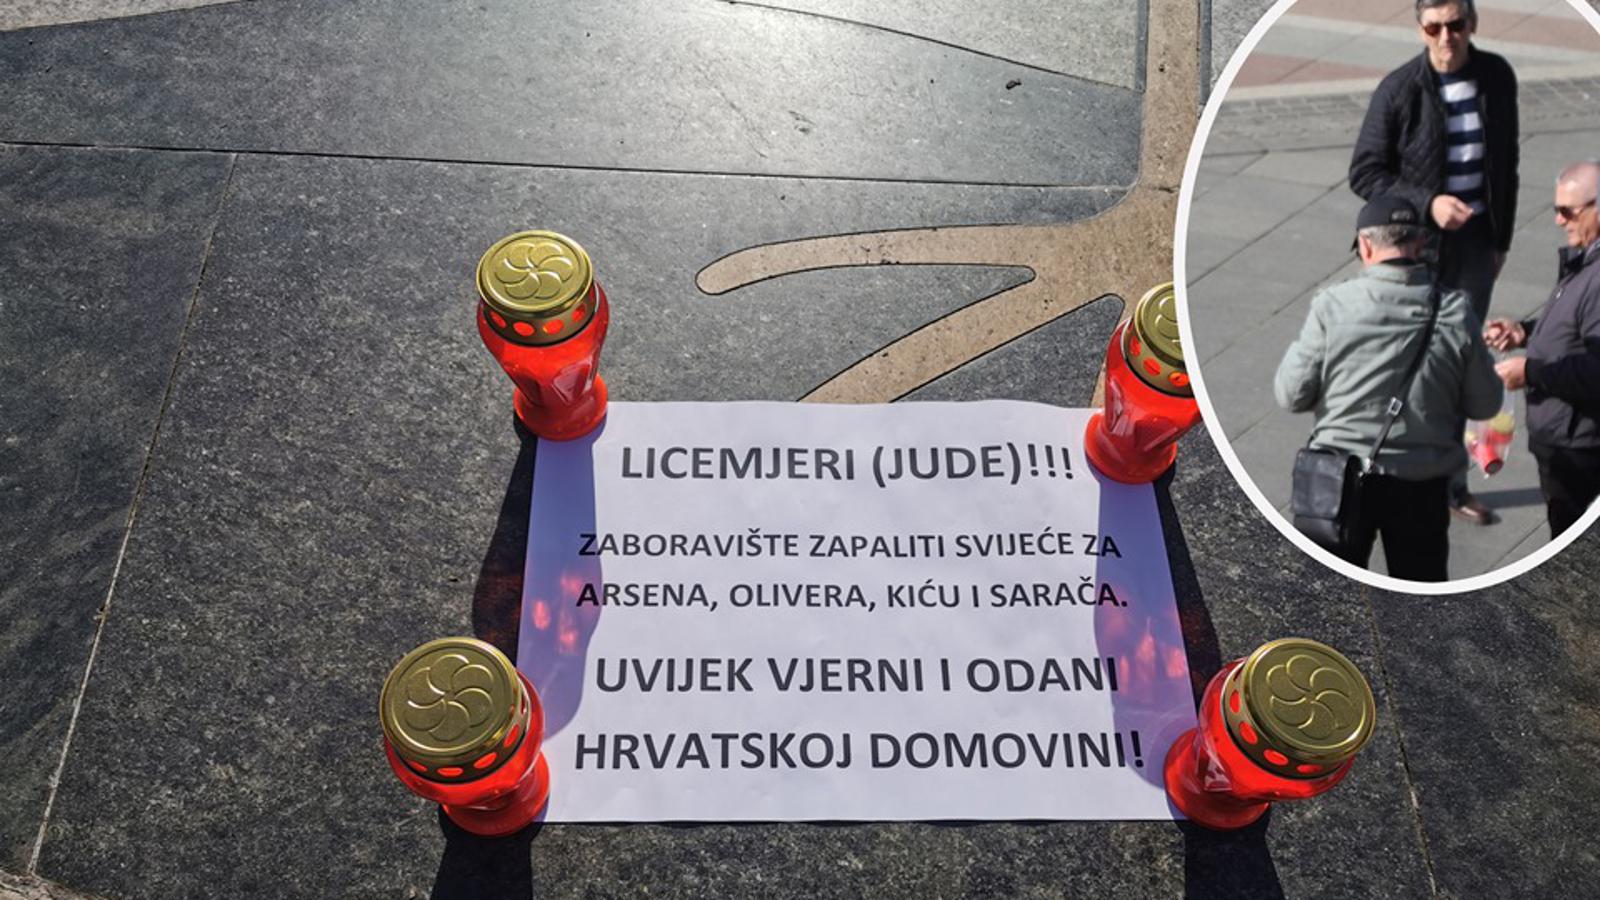 LICEMJERI (JUDE)!!!
ZABORAVIŠTE ZAPALITI SVIJEĆE ZA
ARSENA, OLIVERA, KIĆU I SARAČA.
UVIJEK VJERNI I ODANI
HRVATSKOJ DOMOVINI!